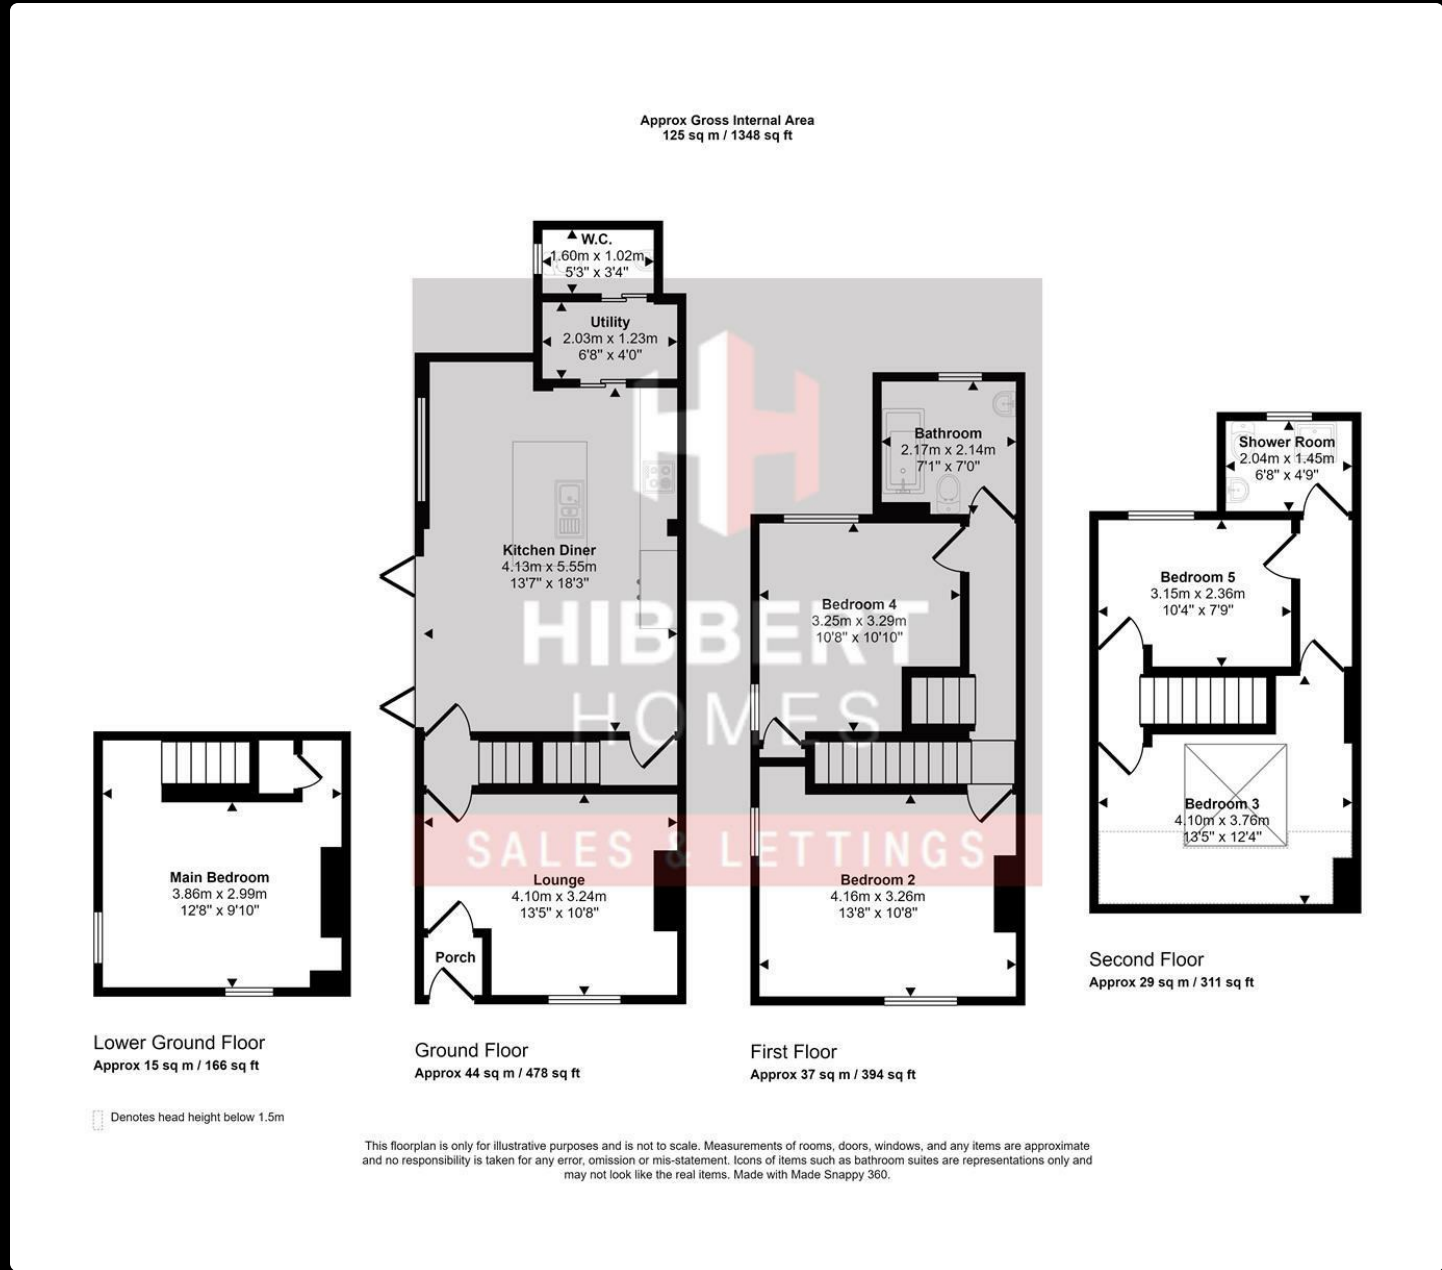 Approx Gross Internal Area
125 sq m / 1348 sq ft
W.C.
1.60m x 1.02m
5'3" x 3'4"
Utility
2.03m x 1.23m
6'8" x 4'0"
Kitchen Diner
4.13m x 5.55m
13'7" x 18'3"
Bathroom
2.17m x 2.14m
7'1" x 7'0"
Shower Room
2.04m x 1.45m
6'8" x 4'9"
Bedroom 4
3.25m x 3.29m
10'8" x 10'10"
Bedroom 5
3.15m x 2.36m
10'4" x 7'9"
HIBBERT
HOMES
SALES & LETTINGS
Main Bedroom
3.86m x 2.99m
12'8" x 9'10"
Lounge
4.10m x 3.24m
13'5" x 10'8"
Porch
Bedroom 2
4.16m x 3.26m
13'8" x 10'8"
Bedroom 3
4.10m x 3.76m
13'5" x 12'4"
Lower Ground Floor
Approx 15 sq m / 166 sq ft
Ground Floor
Approx 44 sq m / 478 sq ft
First Floor
Approx 37 sq m / 394 sq ft
Second Floor
Approx 29 sq m / 311 sq ft
Denotes head height below 1.5m
This floorplan is only for illustrative purposes and is not to scale. Measurements of rooms, doors, windows, and any items are approximate
and no responsibility is taken for any error, omission or mis-statement. Icons of items such as bathroom suites are representations only and
may not look like the real items. Made with Made Snappy 360.